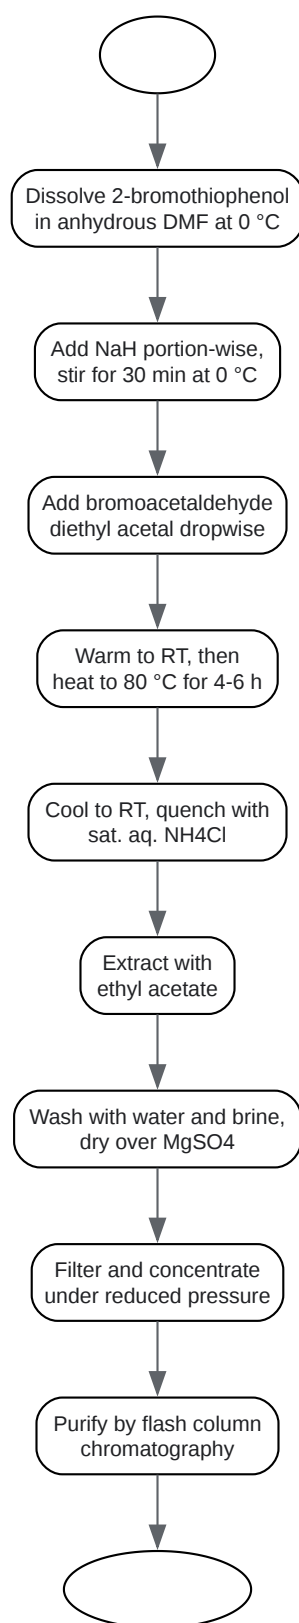 Dissolve 2-bromothiophenol
in anhydrous DMF at 0 °C
Add NaH portion-wise,
stir for 30 min at 0 °C
Add bromoacetaldehyde
diethyl acetal dropwise
Warm to RT, then
heat to 80 °C for 4-6 h
Cool to RT, quench with
sat. aq. NH4Cl
Extract with
ethyl acetate
Wash with water and brine,
dry over MgSO4
Filter and concentrate
under reduced pressure
Purify by flash column
chromatography